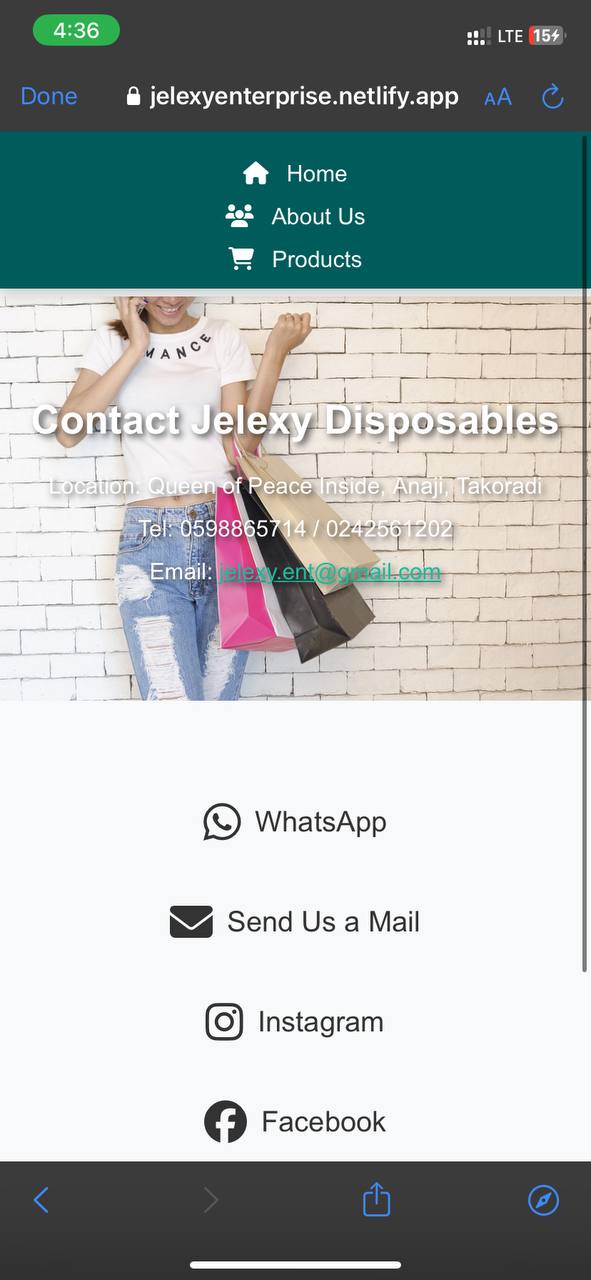 4:36
LTE 15
Done jelexyenterprise.netlify.app AA
Home
About Us
Products
MANCE
Contact Jelexy Disposables
Location: Queen of Peace Inside, Anaji, Takoradi
Tel: 0598865714 / 0242561202
Email: jelexy.ent@gmail.com
WhatsApp
Send Us a Mail
Instagram
Facebook